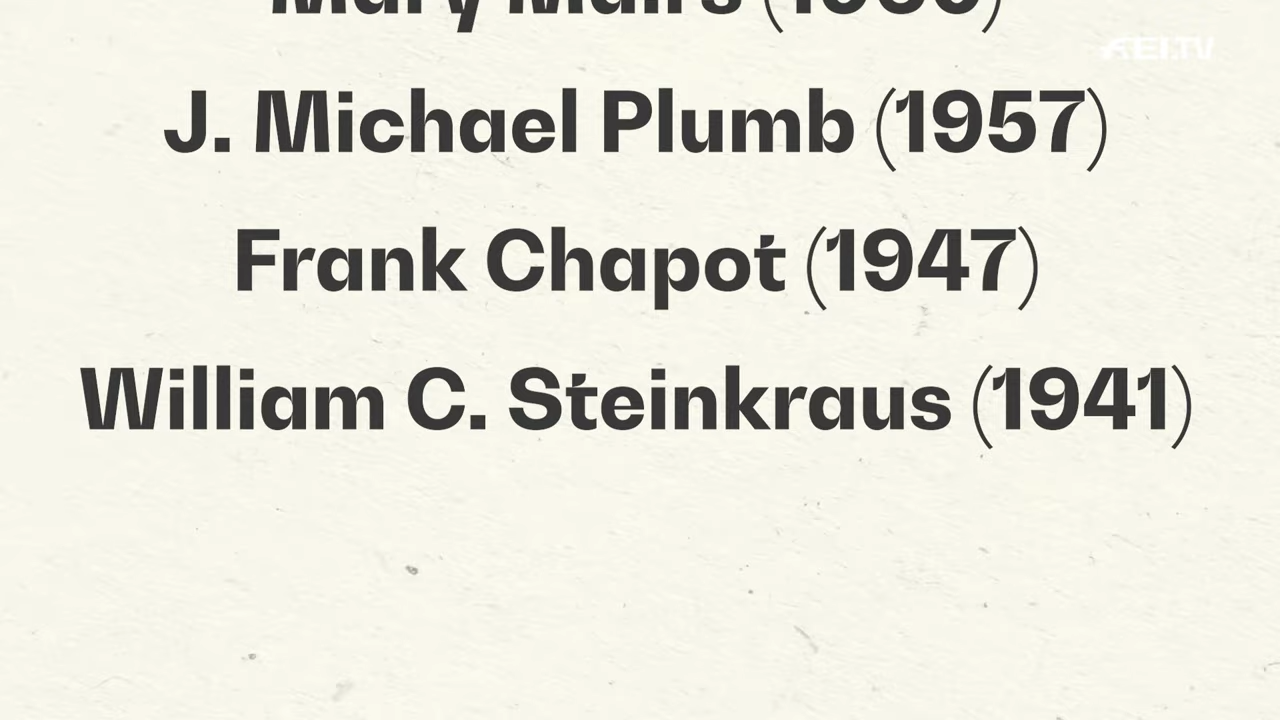 J. Michael Plumb (1957)
Frank Chapot (1947)
William C. Steinkraus (1941)